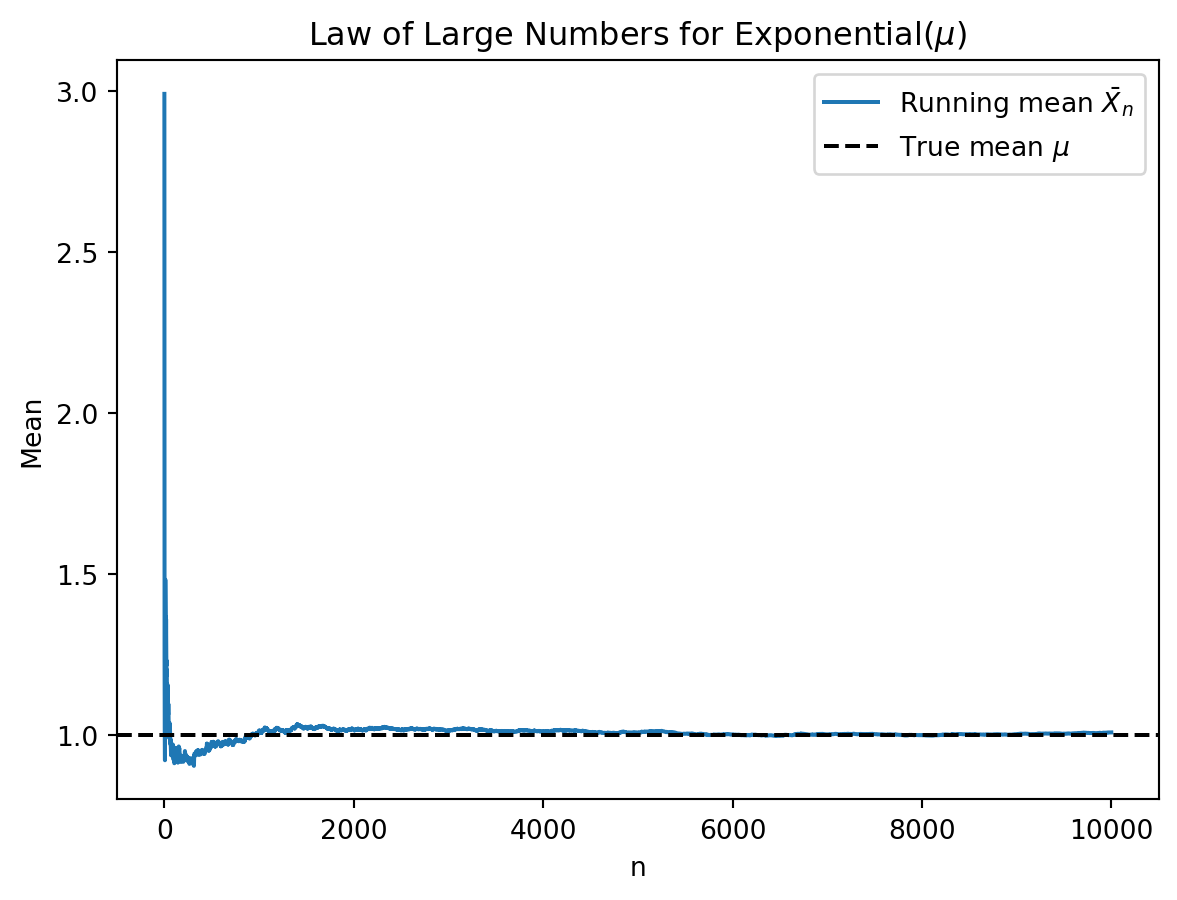 Law of Large Numbers for Exponential(μ)
Running mean X̄ₙ
True mean μ
3.0
2.5
2.0
1.5
1.0
Mean
0 2000 4000 6000 8000 10000
n